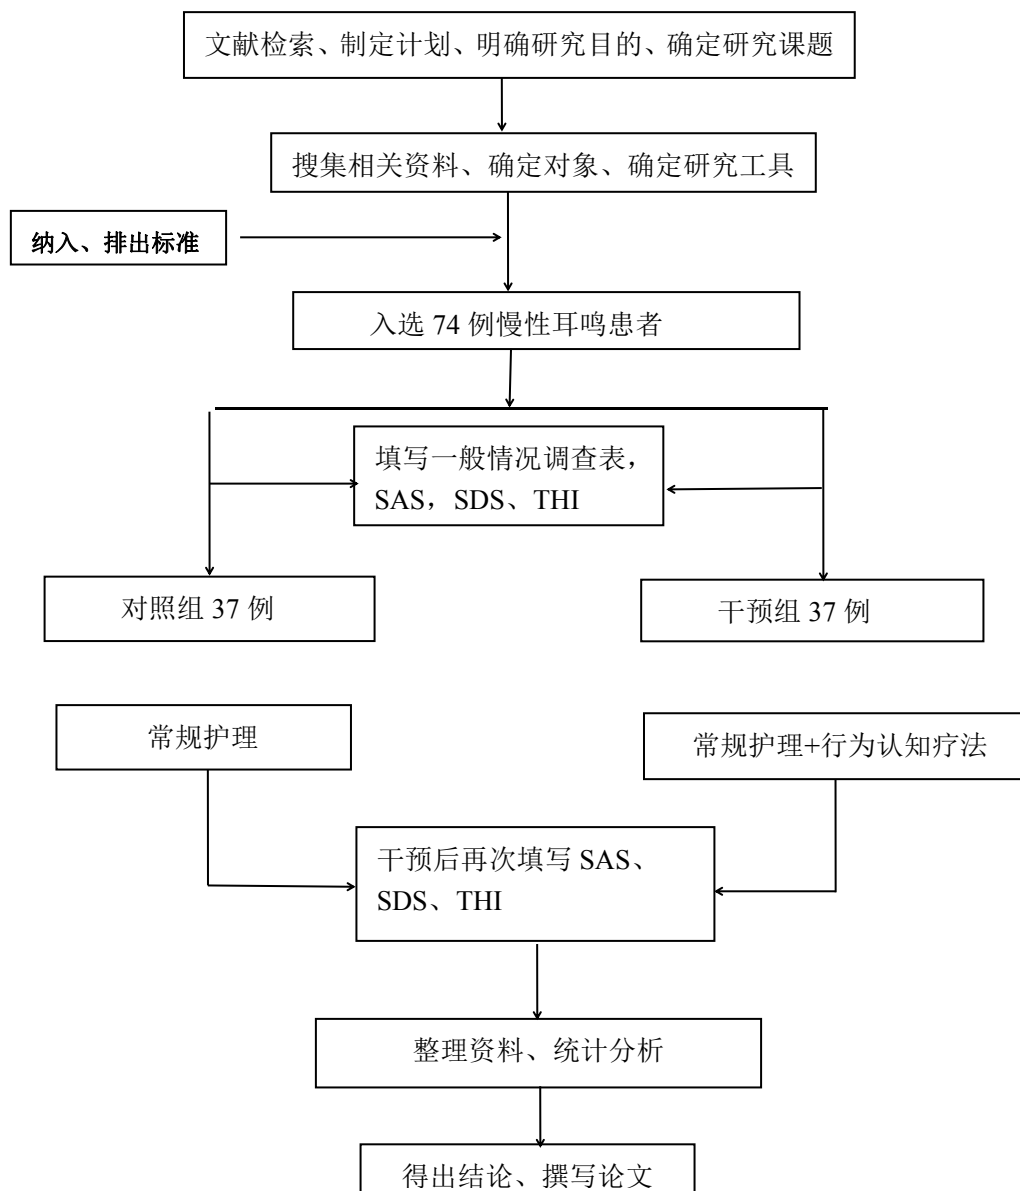 文献检索、制定计划、明确研究目的、确定研究课题
搜集相关资料、确定对象、确定研究工具
纳入、排出标准
入选 74 例慢性耳鸣患者
填写一般情况调查表，
SAS，SDS、THI
对照组 37 例
干预组 37 例
常规护理
常规护理+行为认知疗法
干预后再次填写 SAS、
SDS、THI
整理资料、统计分析
得出结论、撰写论文